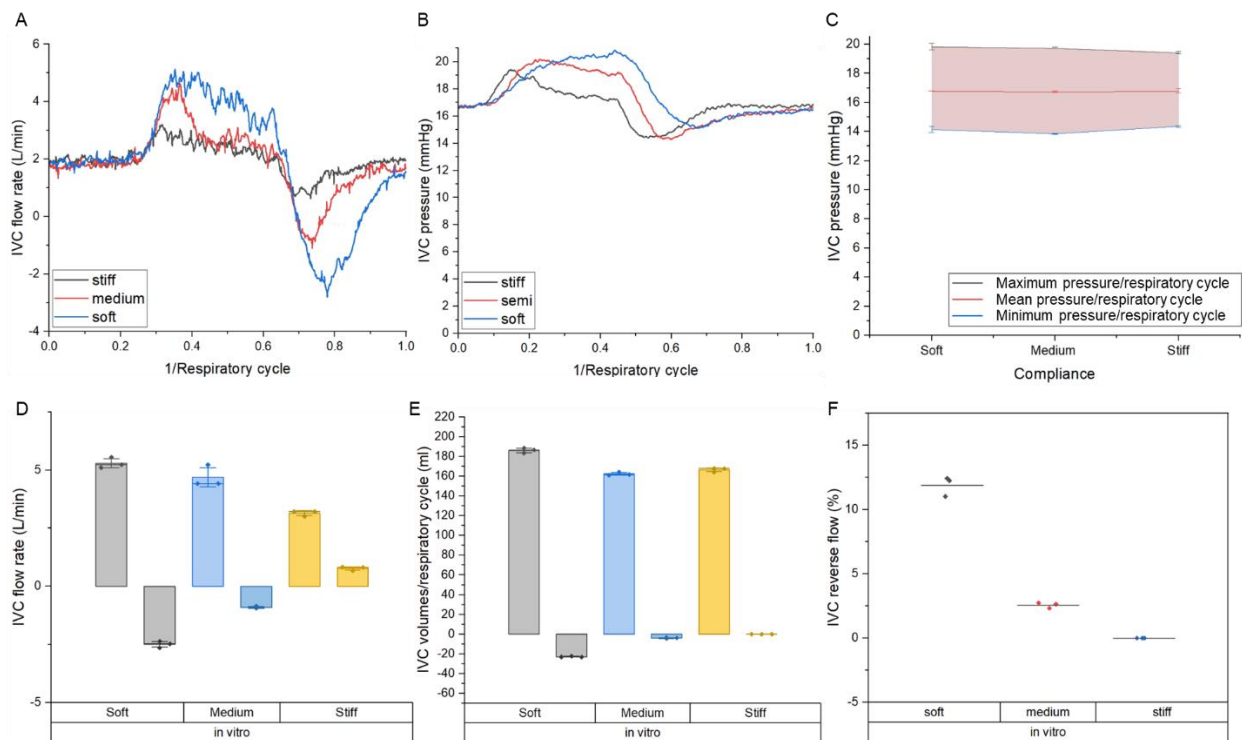 A
IVC flow rate (L/min)
6
4
2
0
-2
-4
stiff
medium
soft
0.0 0.2 0.4 0.6 0.8 1.0
1/Respiratory cycle
B
IVC pressure (mmHg)
20
18
16
14
12
10
8
6
4
2
0
stiff
semi
soft
0.0 0.2 0.4 0.6 0.8 1.0
1/Respiratory cycle
C
IVC pressure (mmHg)
20
18
16
14
12
10
8
6
4
2
0
Maximum pressure/respiratory cycle
Mean pressure/respiratory cycle
Minimum pressure/respiratory cycle
Soft Medium Stiff
Compliance
D
IVC flow rate (L/min)
5
0
-5
Soft Medium Stiff
in vitro
E
IVC volumes/respiratory cycle (ml)
220
200
180
160
140
120
100
80
60
40
20
0
-20
-40
-60
Soft Medium Stiff
in vitro
F
IVC reverse flow (%)
15
10
5
0
-5
soft medium stiff
in vitro